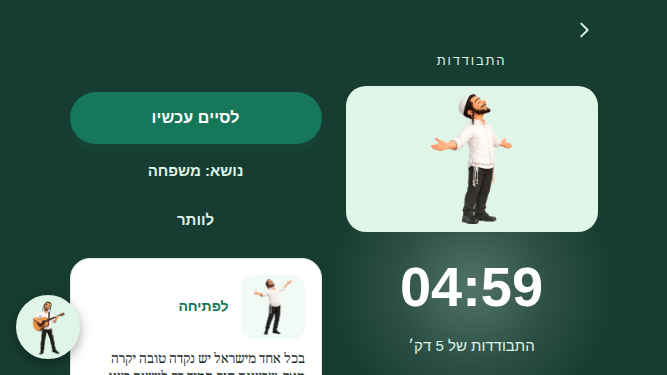 התבודדות
04:59
התבודדות של 5 דק׳
לסיים עכשיו
נושא: משפחה
לוותר
לפתיחה
בכל אחד מישראל יש נקדה טובה יקרה